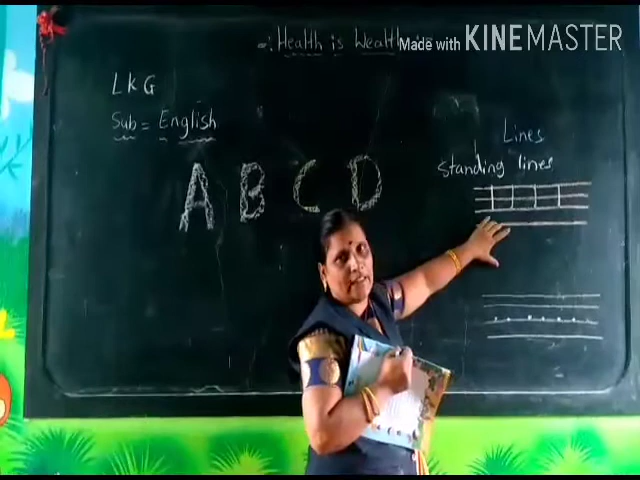 Health is Wealth
Made with KINEMASTER
LKG
Sub = English
A B C D
Lines
standing lines